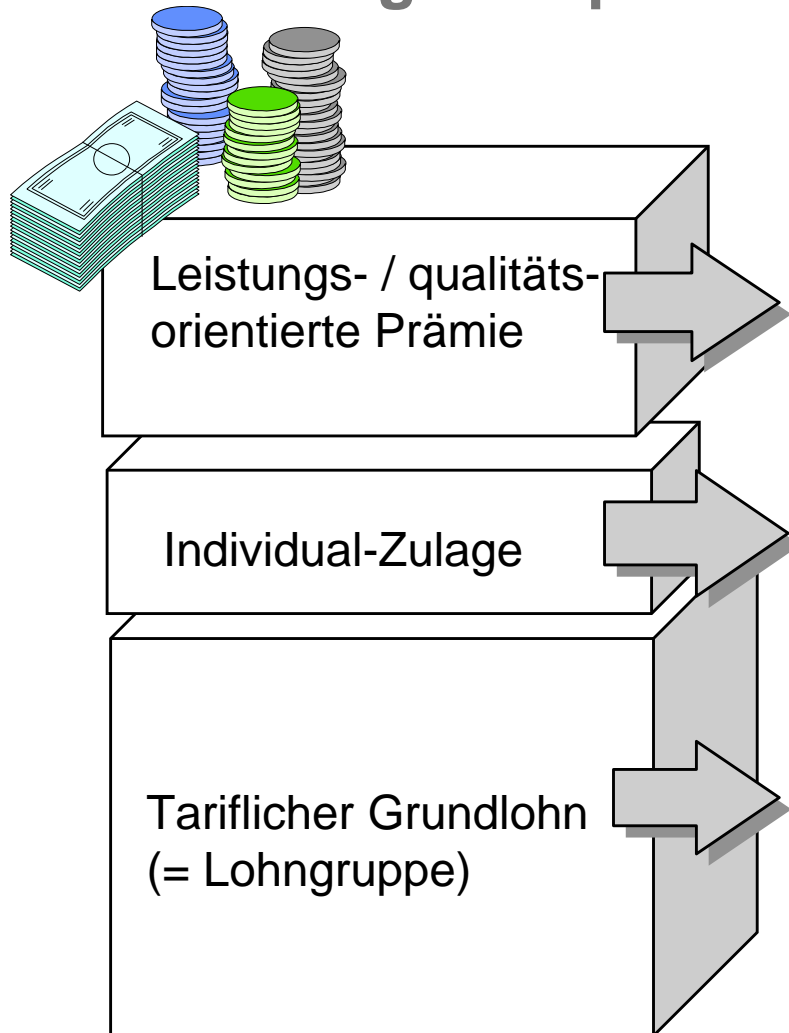 Leistungs- / qualitäts-
orientierte Prämie
Individual-Zulage
Tariflicher Grundlohn
(= Lohngruppe)